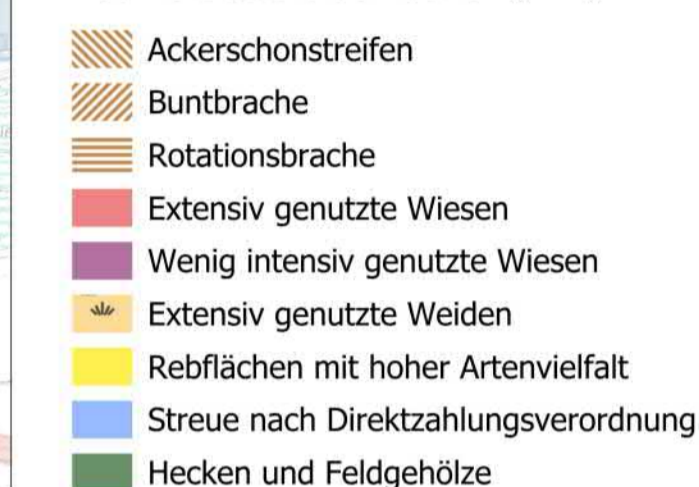 Ackerschonstreifen
Buntbrache
Rotationsbrache
Extensiv genutzte Wiesen
Wenig intensiv genutzte Wiesen
Extensiv genutzte Weiden
Rebflächen mit hoher Artenvielfalt
Streue nach Direktzahlungsverordnung
Hecken und Feldgehölze